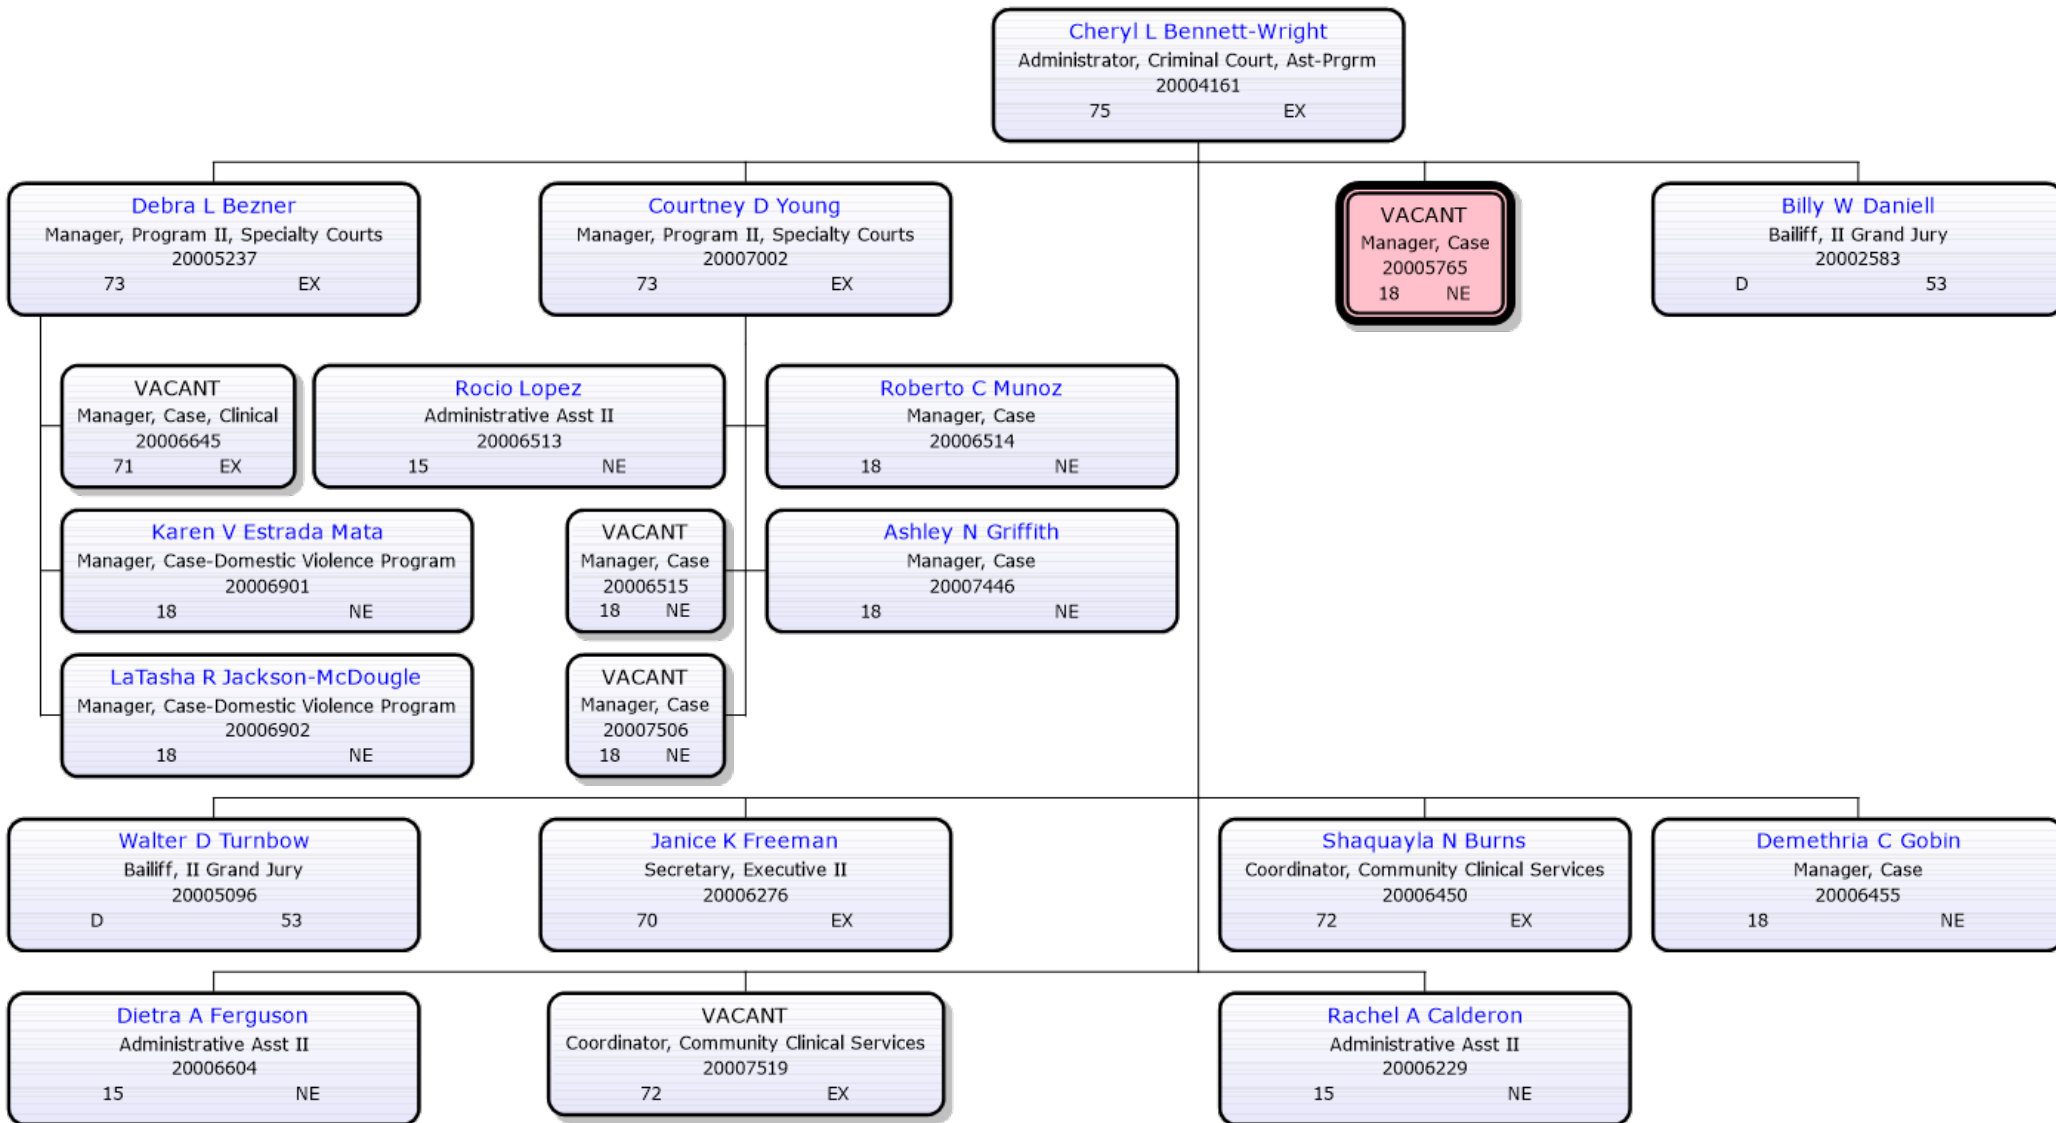 Cheryl L Bennett-Wright
Administrator, Criminal Court, Ast-Prgrm
20004161
75 EX
Debra L Bezner
Manager, Program II, Specialty Courts
20005237
73 EX
Courtney D Young
Manager, Program II, Specialty Courts
20007002
73 EX
VACANT
Manager, Case
20005765
18 NE
Billy W Daniell
Bailiff, II Grand Jury
20002583
D 53
VACANT
Manager, Case, Clinical
20006645
71 EX
Rocio Lopez
Administrative Asst II
20006513
15 NE
Roberto C Munoz
Manager, Case
20006514
18 NE
Karen V Estrada Mata
Manager, Case-Domestic Violence Program
20006901
18 NE
VACANT
Manager, Case
20006515
18 NE
Ashley N Griffith
Manager, Case
20007446
18 NE
LaTasha R Jackson-McDougle
Manager, Case-Domestic Violence Program
20006902
18 NE
VACANT
Manager, Case
20007506
18 NE
Walter D Turnbow
Bailiff, II Grand Jury
20005096
D 53
Janice K Freeman
Secretary, Executive II
20006276
70 EX
Shaquayla N Burns
Coordinator, Community Clinical Services
20006450
72 EX
Demethria C Gobin
Manager, Case
20006455
18 NE
Dietra A Ferguson
Administrative Asst II
20006604
15 NE
VACANT
Coordinator, Community Clinical Services
20007519
72 EX
Rachel A Calderon
Administrative Asst II
20006229
15 NE